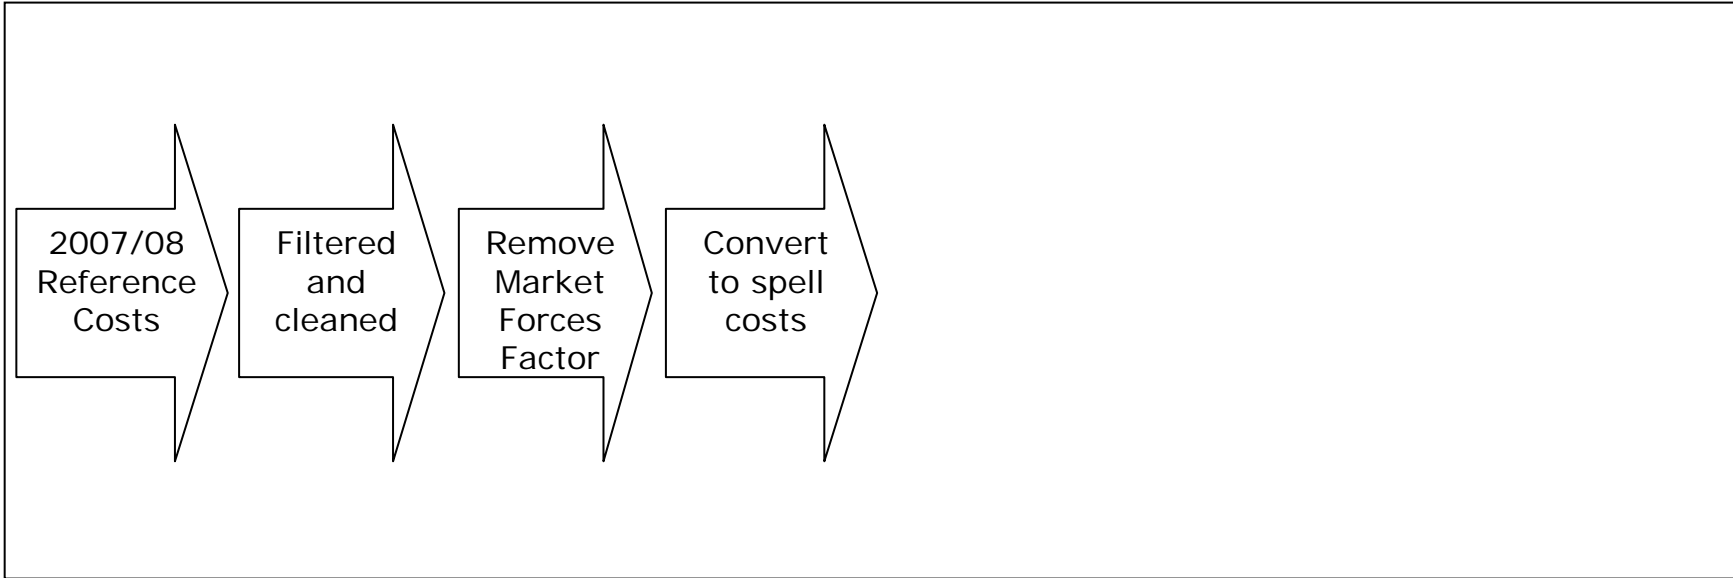 2007/08
Reference
Costs
Filtered
and
cleaned
Remove
Market
Forces
Factor
Convert
to spell
costs